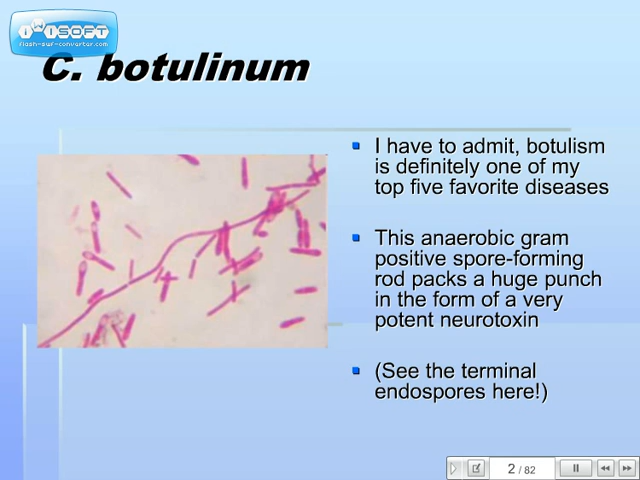 iWiSOFT
flash-swf-converter.com
C. botulinum
▪ I have to admit, botulism
is definitely one of my
top five favorite diseases
▪ This anaerobic gram
positive spore-forming
rod packs a huge punch
in the form of a very
potent neurotoxin
▪ (See the terminal
endospores here!)
2 / 82